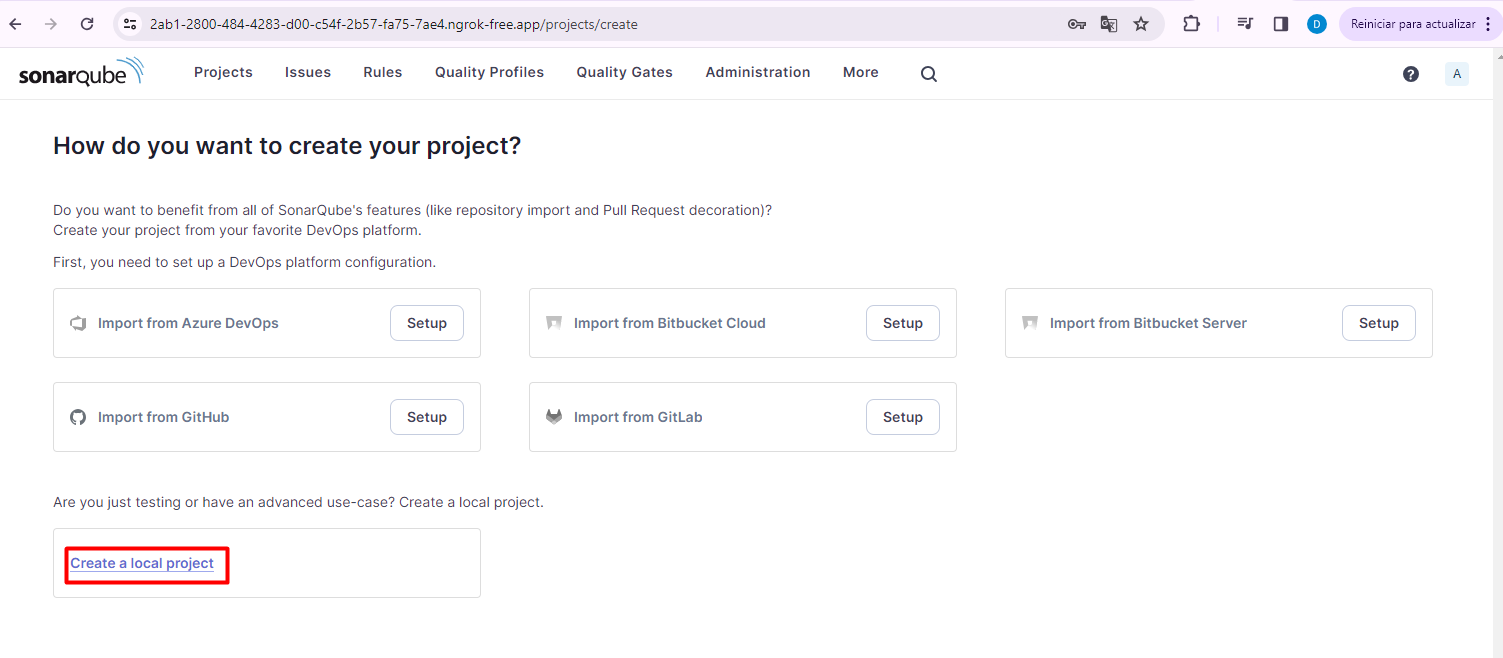 2ab1-2800-484-4283-d00-c54f-2b57-fa75-7ae4.ngrok-free.app/projects/create D Reiniciar para actualizar
sonarqube Projects Issues Rules Quality Profiles Quality Gates Administration More ? A
How do you want to create your project?
Do you want to benefit from all of SonarQube's features (like repository import and Pull Request decoration)?
Create your project from your favorite DevOps platform.
First, you need to set up a DevOps platform configuration.
Import from Azure DevOps Setup Import from Bitbucket Cloud Setup Import from Bitbucket Server Setup
Import from GitHub Setup Import from GitLab Setup
Are you just testing or have an advanced use-case? Create a local project.
Create a local project